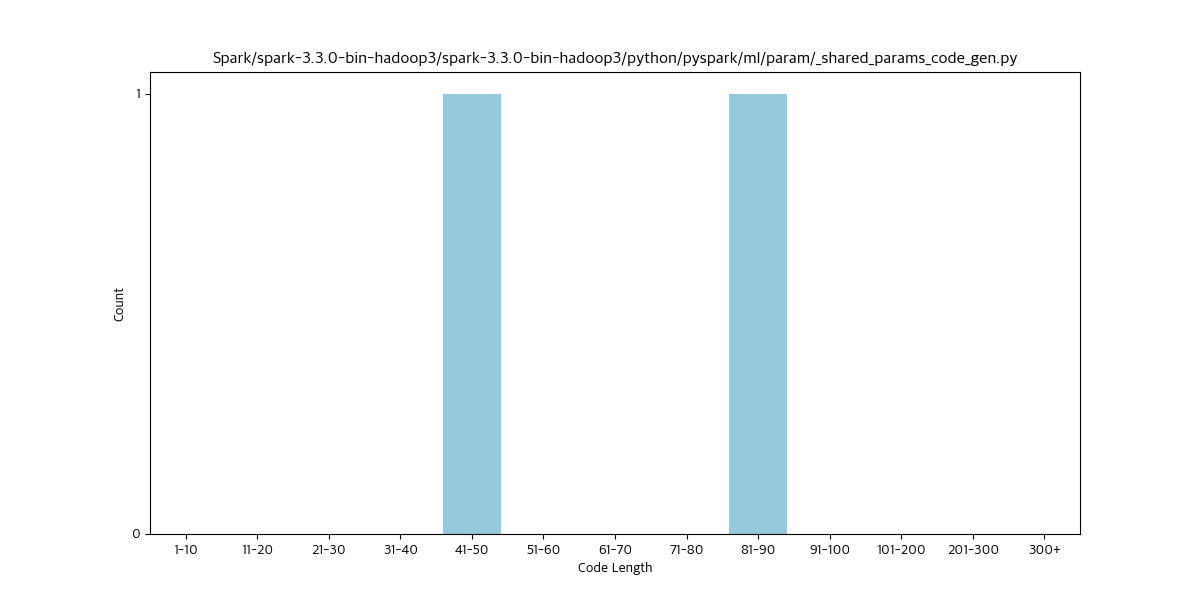 Spark/spark-3.3.0-bin-hadoop3/spark-3.3.0-bin-hadoop3/python/pyspark/ml/param/_shared_params_code_gen.py
1
Count
0
1-10 11-20 21-30 31-40 41-50 51-60 61-70 71-80 81-90 91-100 101-200 201-300 300+
Code Length